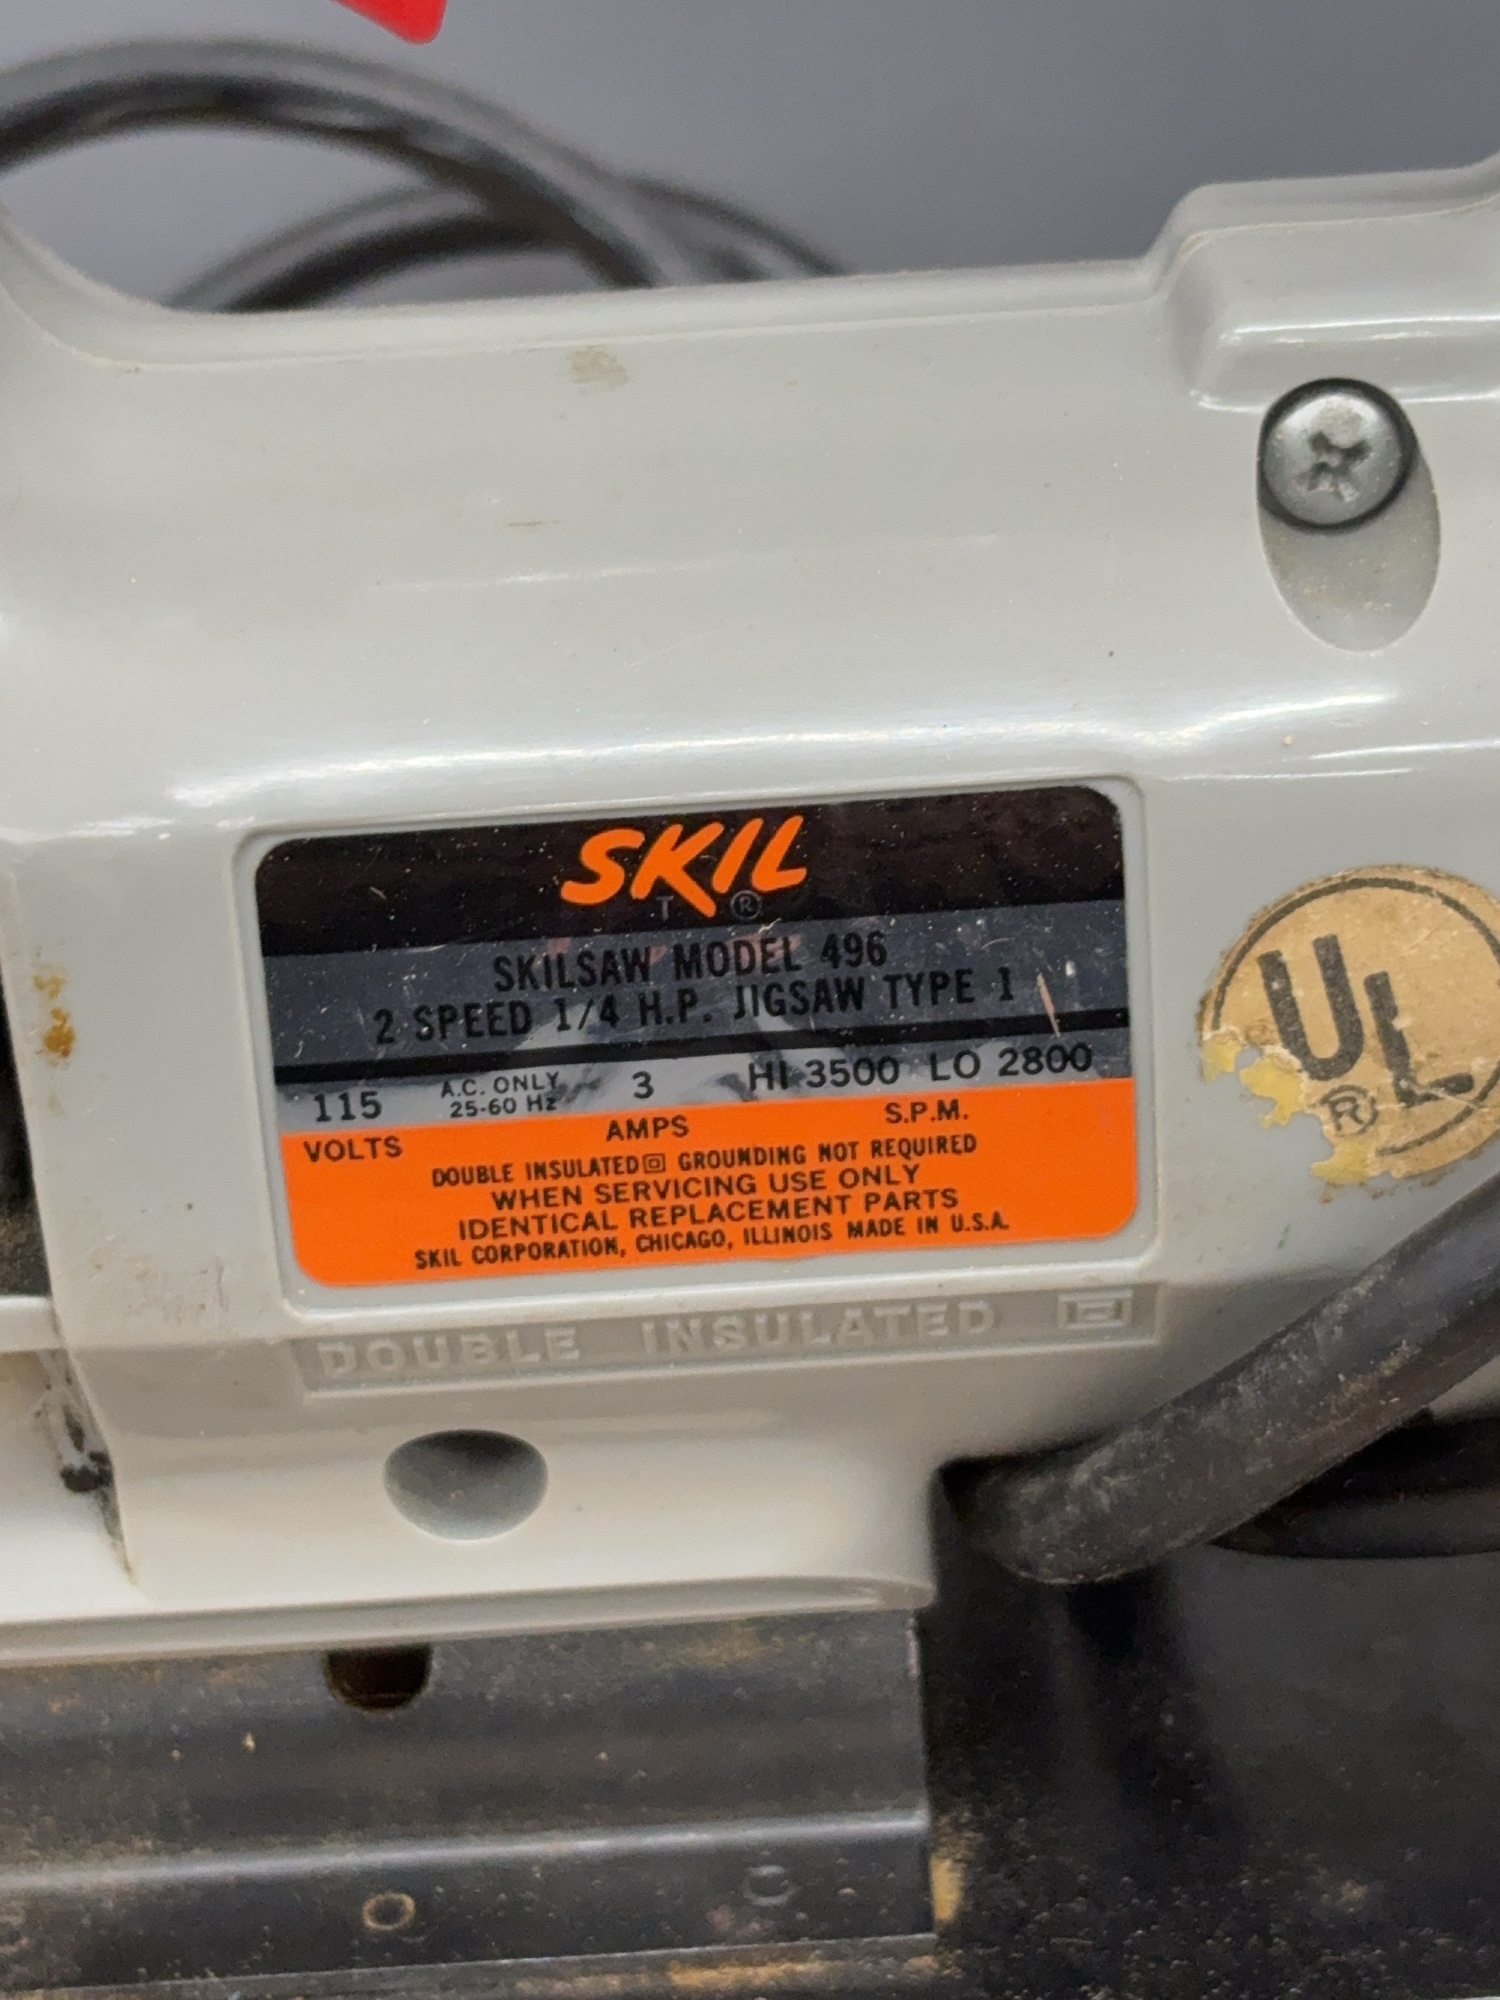 SKIL
T ®
SKILSAW MODEL 496
2 SPEED 1/4 H.P. JIGSAW TYPE 1
115 A.C. ONLY 25-60 Hz 3 HI 3500 LO 2800
VOLTS AMPS S.P.M.
DOUBLE INSULATED GROUNDING NOT REQUIRED
WHEN SERVICING USE ONLY
IDENTICAL REPLACEMENT PARTS
SKIL CORPORATION, CHICAGO, ILLINOIS MADE IN U.S.A.
DOUBLE INSULATED
UL
®